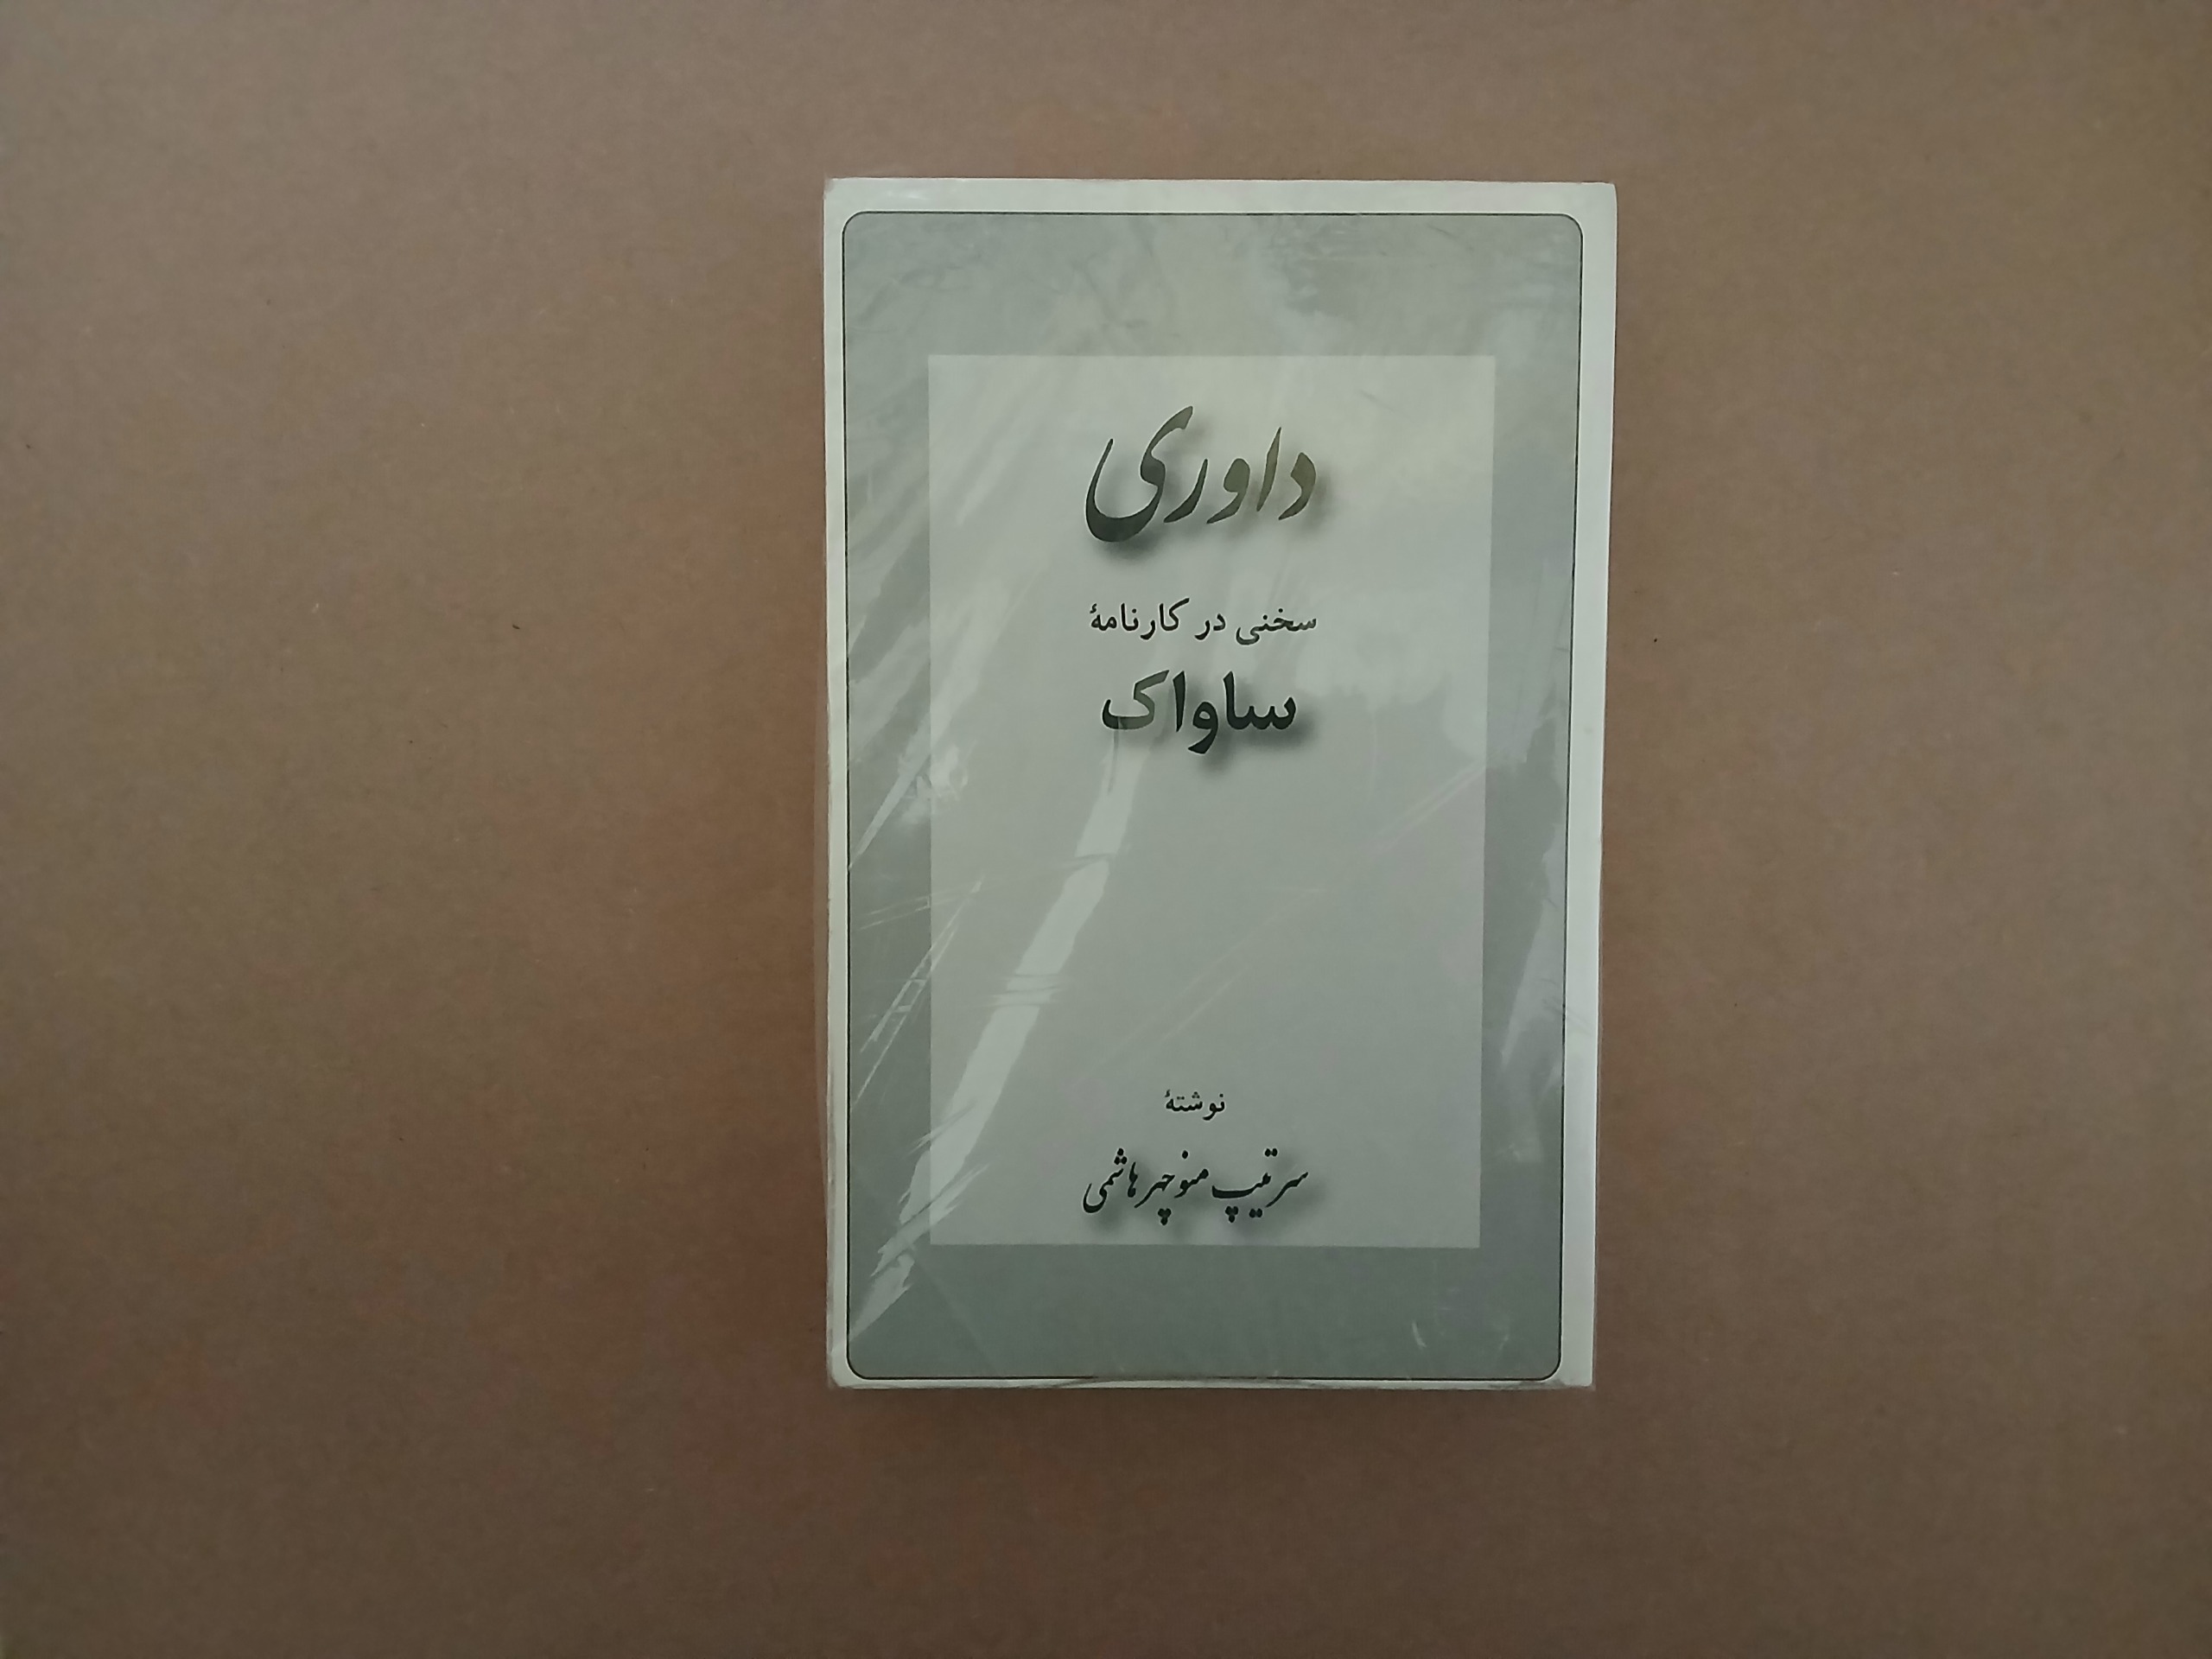 داوری
سخنی در کارنامهٔ
ساواک
نوشتهٔ
سرتیپ منوچهر هاشمی